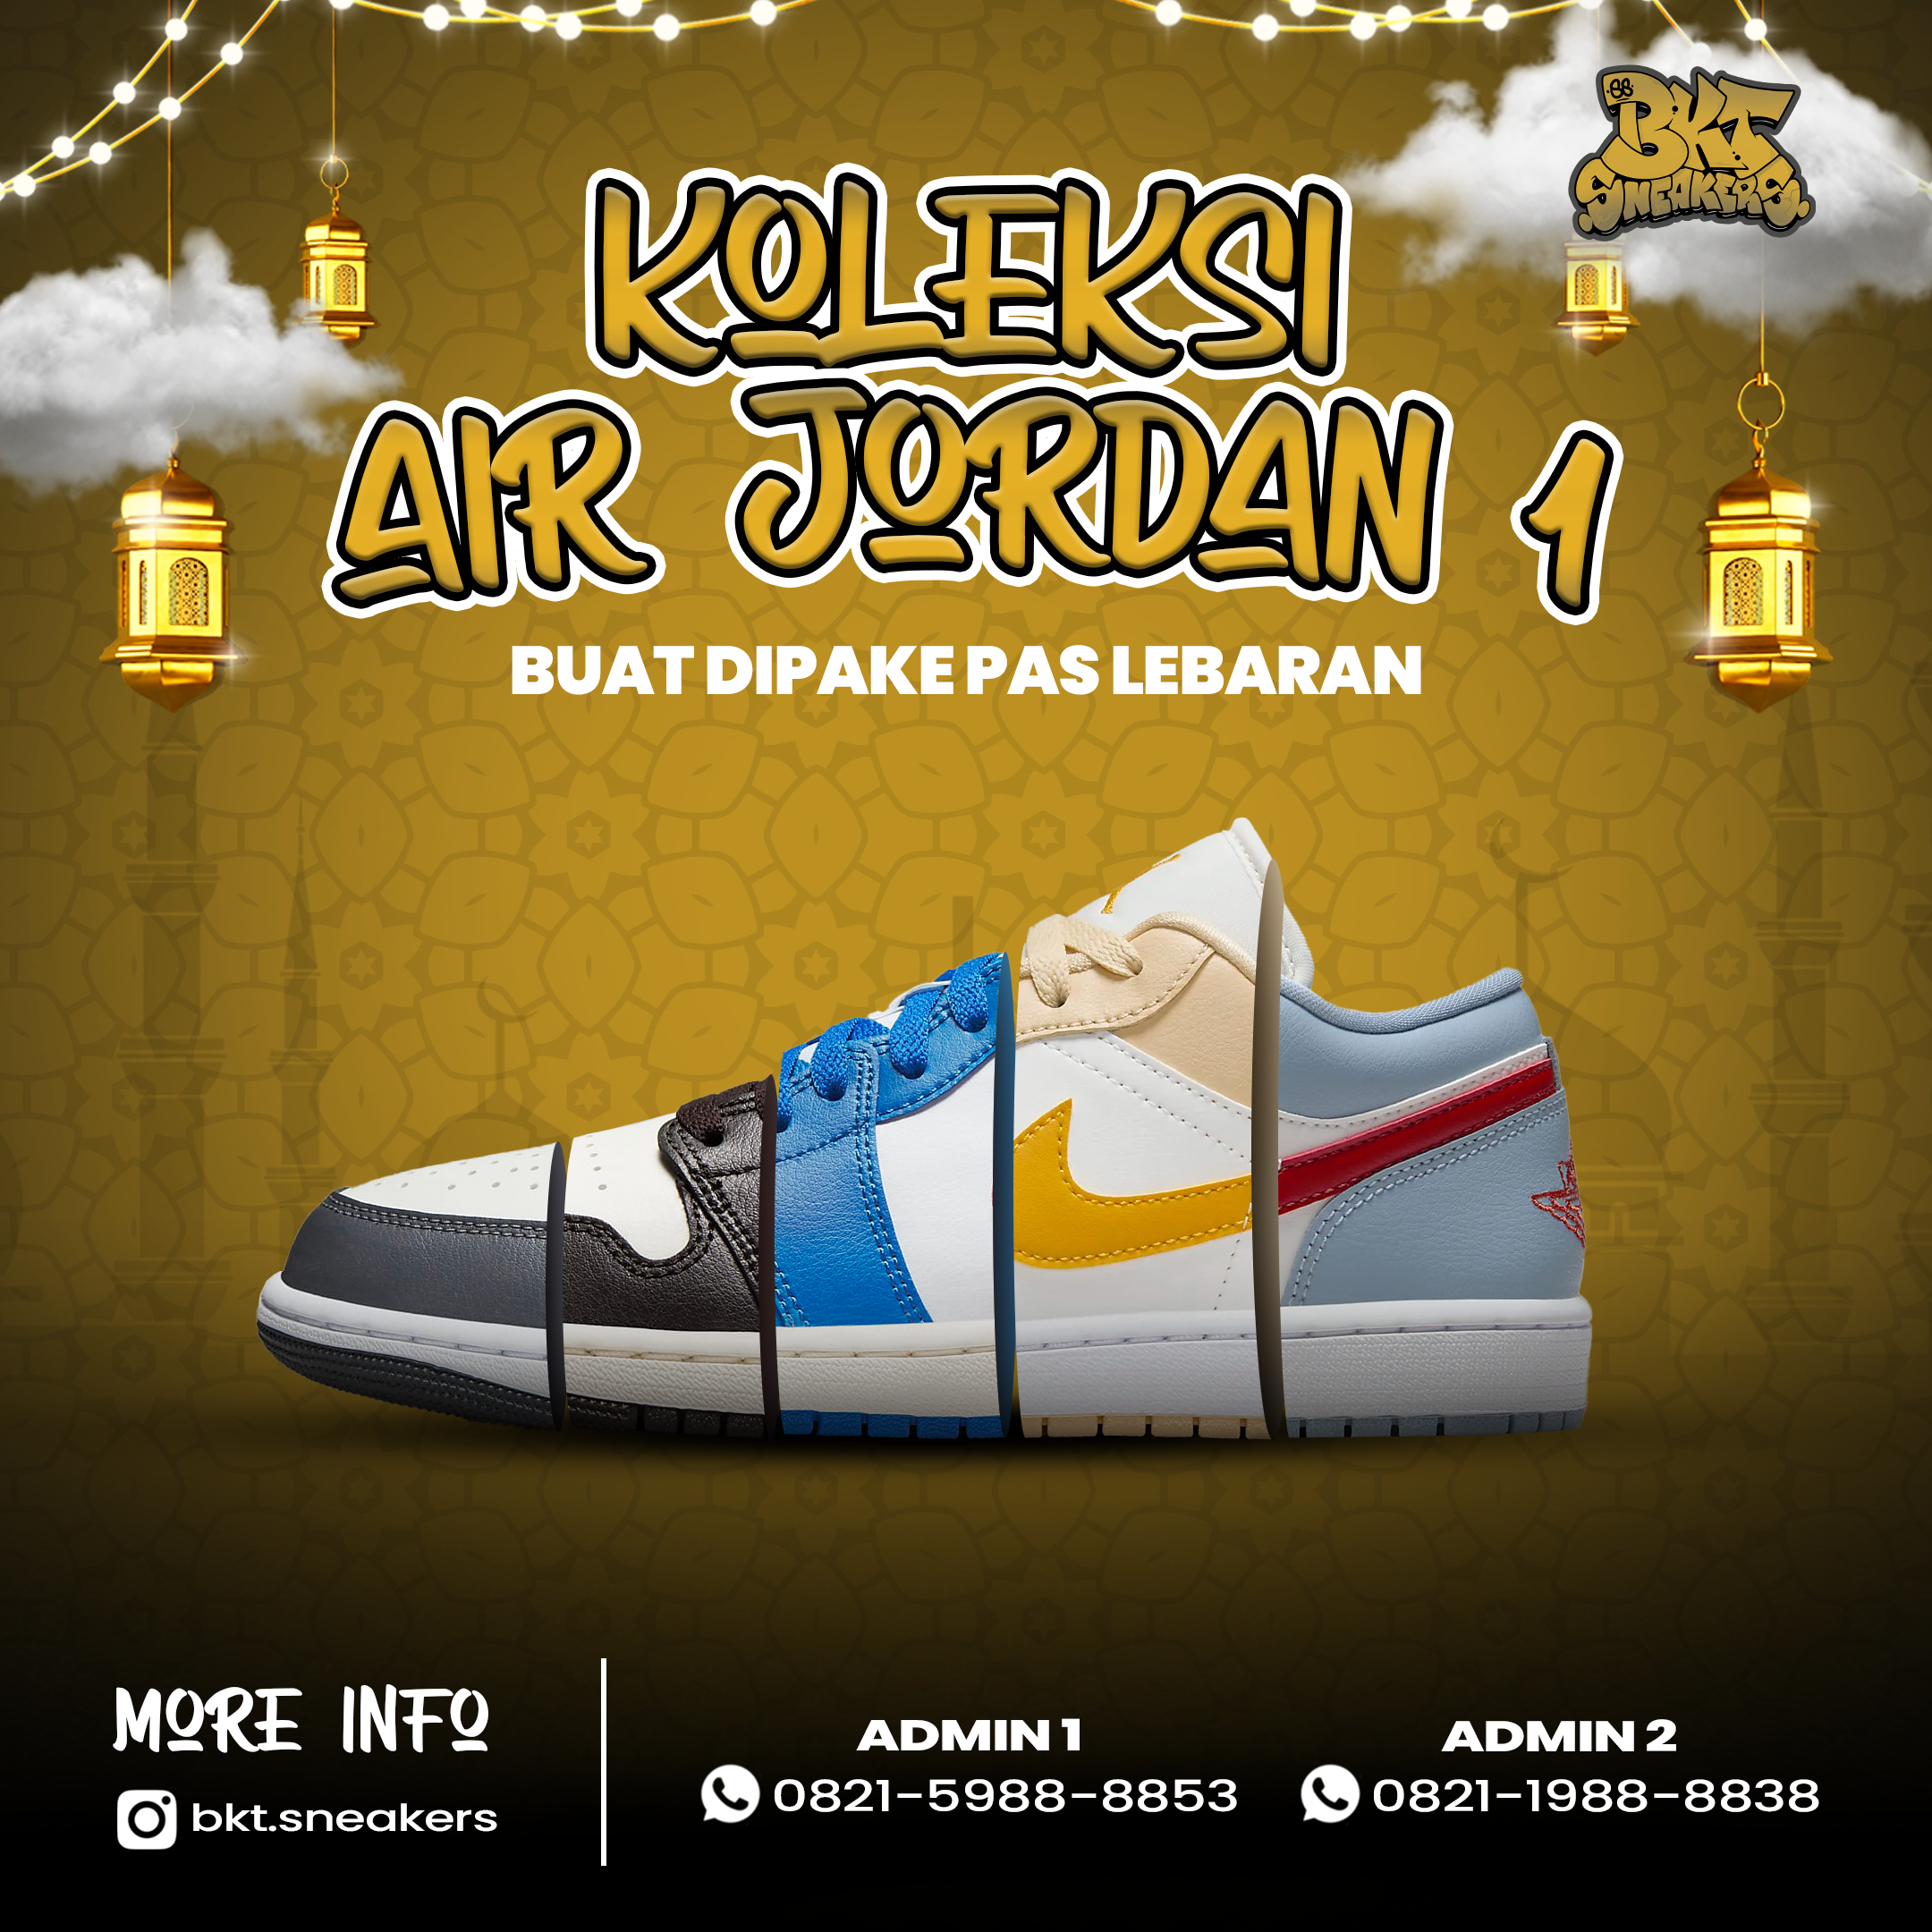 BKT
SNEAKERS
KOLEKSI
AIR JORDAN 1
BUAT DIPAKE PAS LEBARAN
MORE INFO
bkt.sneakers
ADMIN 1
0821-5988-8853
ADMIN 2
0821-1988-8838